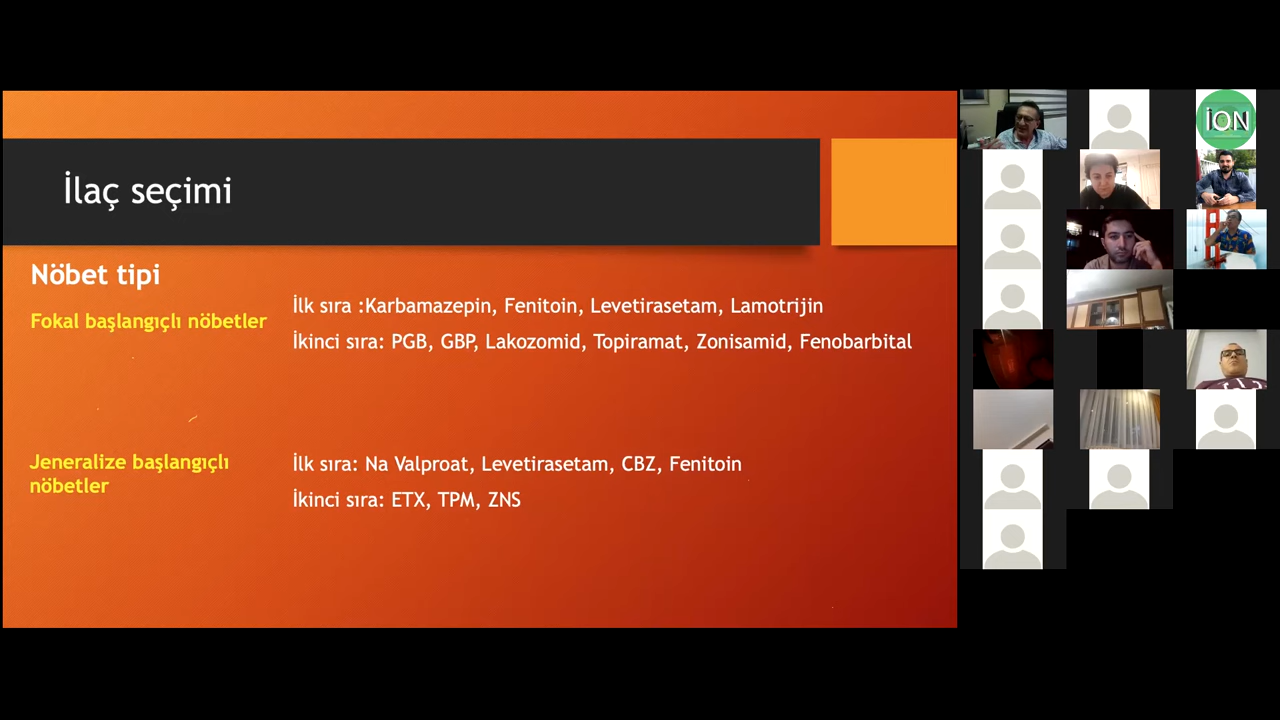 İlaç seçimi
Nöbet tipi
Fokal başlangıçlı nöbetler
İlk sıra :Karbamazepin, Fenitoin, Levetirasetam, Lamotrijin
İkinci sıra: PGB, GBP, Lakozomid, Topiramat, Zonisamid, Fenobarbital
Jeneralize başlangıçlı
nöbetler
İlk sıra: Na Valproat, Levetirasetam, CBZ, Fenitoin
İkinci sıra: ETX, TPM, ZNS
İON